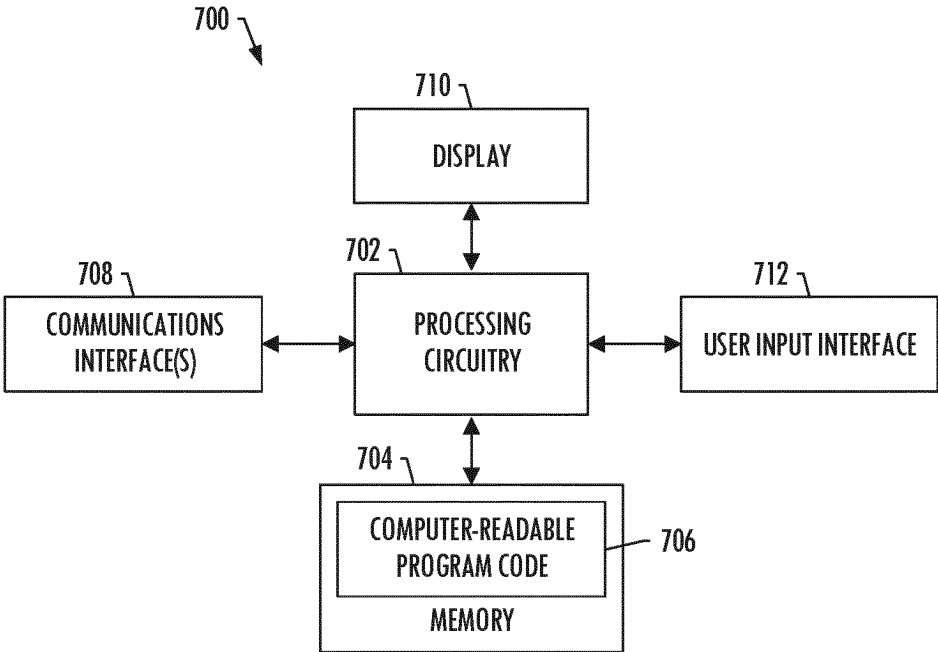 700
710
DISPLAY
702
708
712
COMMUNICATIONS
INTERFACE(S)
PROCESSING
CIRCUITRY
USER INPUT INTERFACE
704
COMPUTER-READABLE
PROGRAM CODE
706
MEMORY